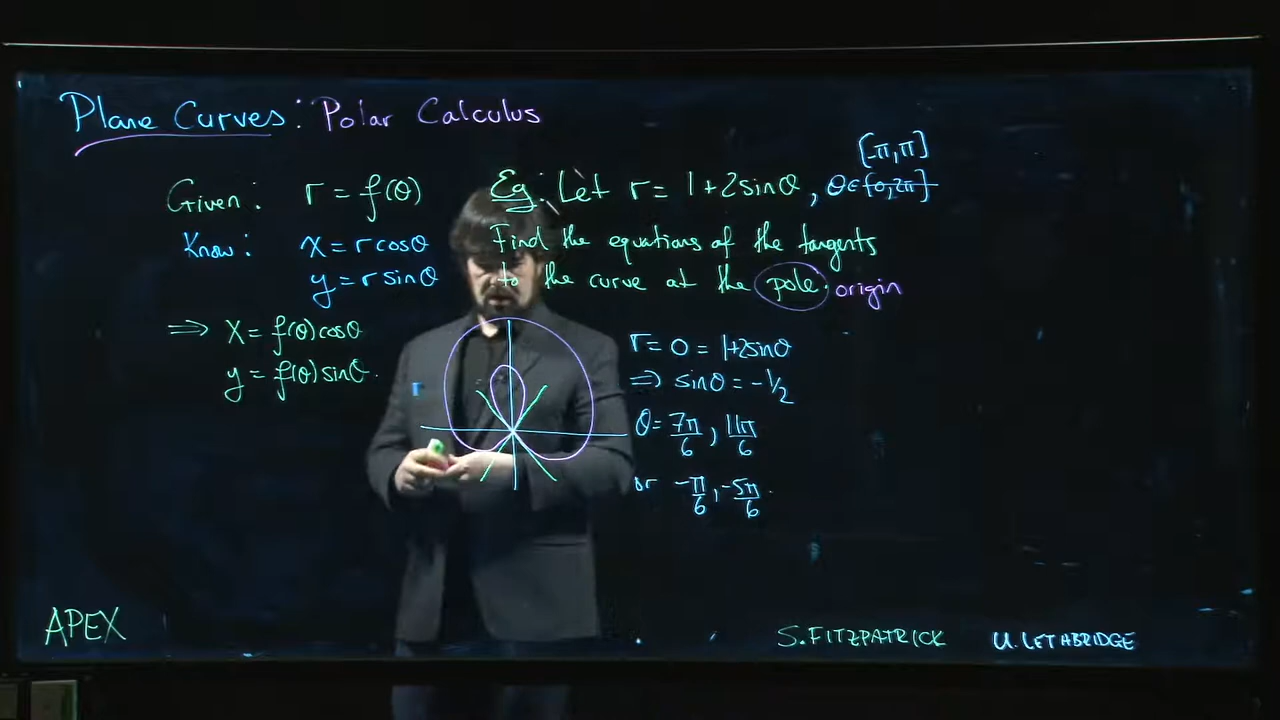 Plane Curves: Polar Calculus
[-π, π]
Given: r = f(θ)
Eg: Let r = 1+2sinθ, θ∈[0,2π]
Know: x = r cosθ
y = r sinθ
Find the equations of the tangents
to the curve at the pole. origin
⇒ x = f(θ)cosθ
y = f(θ)sinθ.
r = 0 = 1+2sinθ
⇒ sinθ = -1/2
θ = 7π/6, 11π/6
or -π/6, -5π/6.
APEX
S. FITZPATRICK
U. LETHBRIDGE